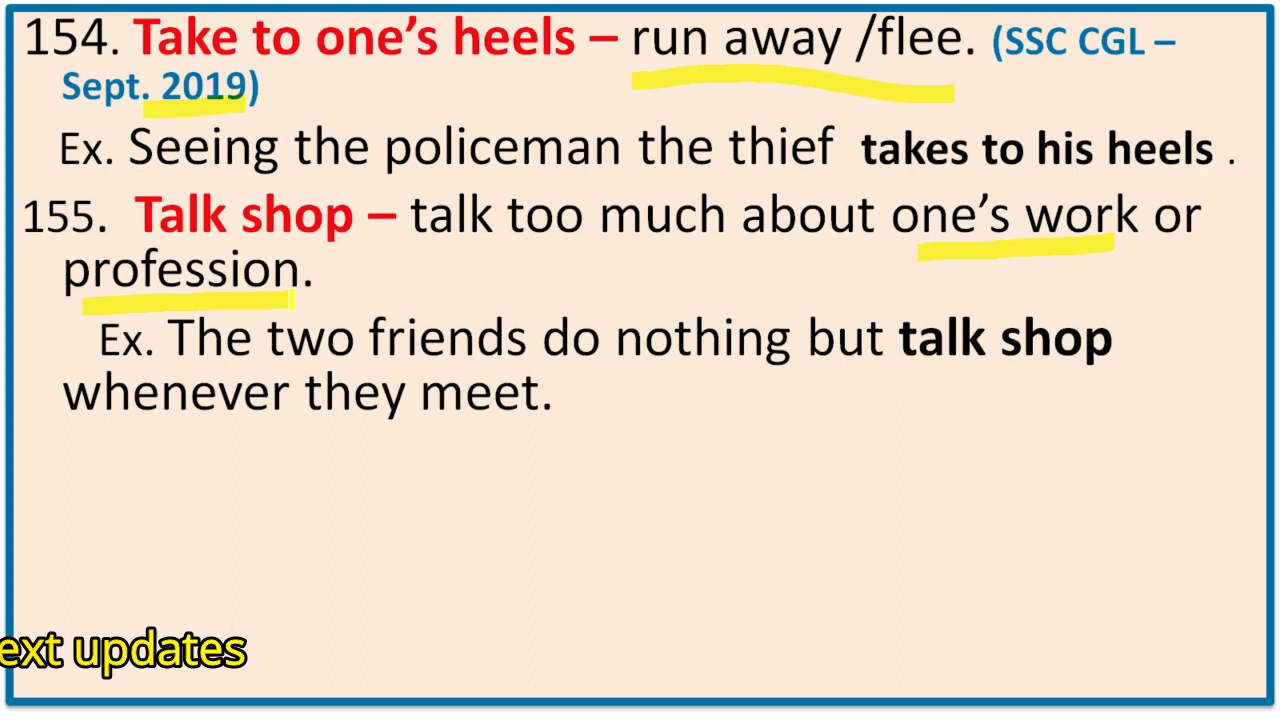 154. Take to one's heels – run away /flee. (SSC CGL –
Sept. 2019)
Ex. Seeing the policeman the thief takes to his heels .
155. Talk shop – talk too much about one's work or
profession.
Ex. The two friends do nothing but talk shop
whenever they meet.
ext updates